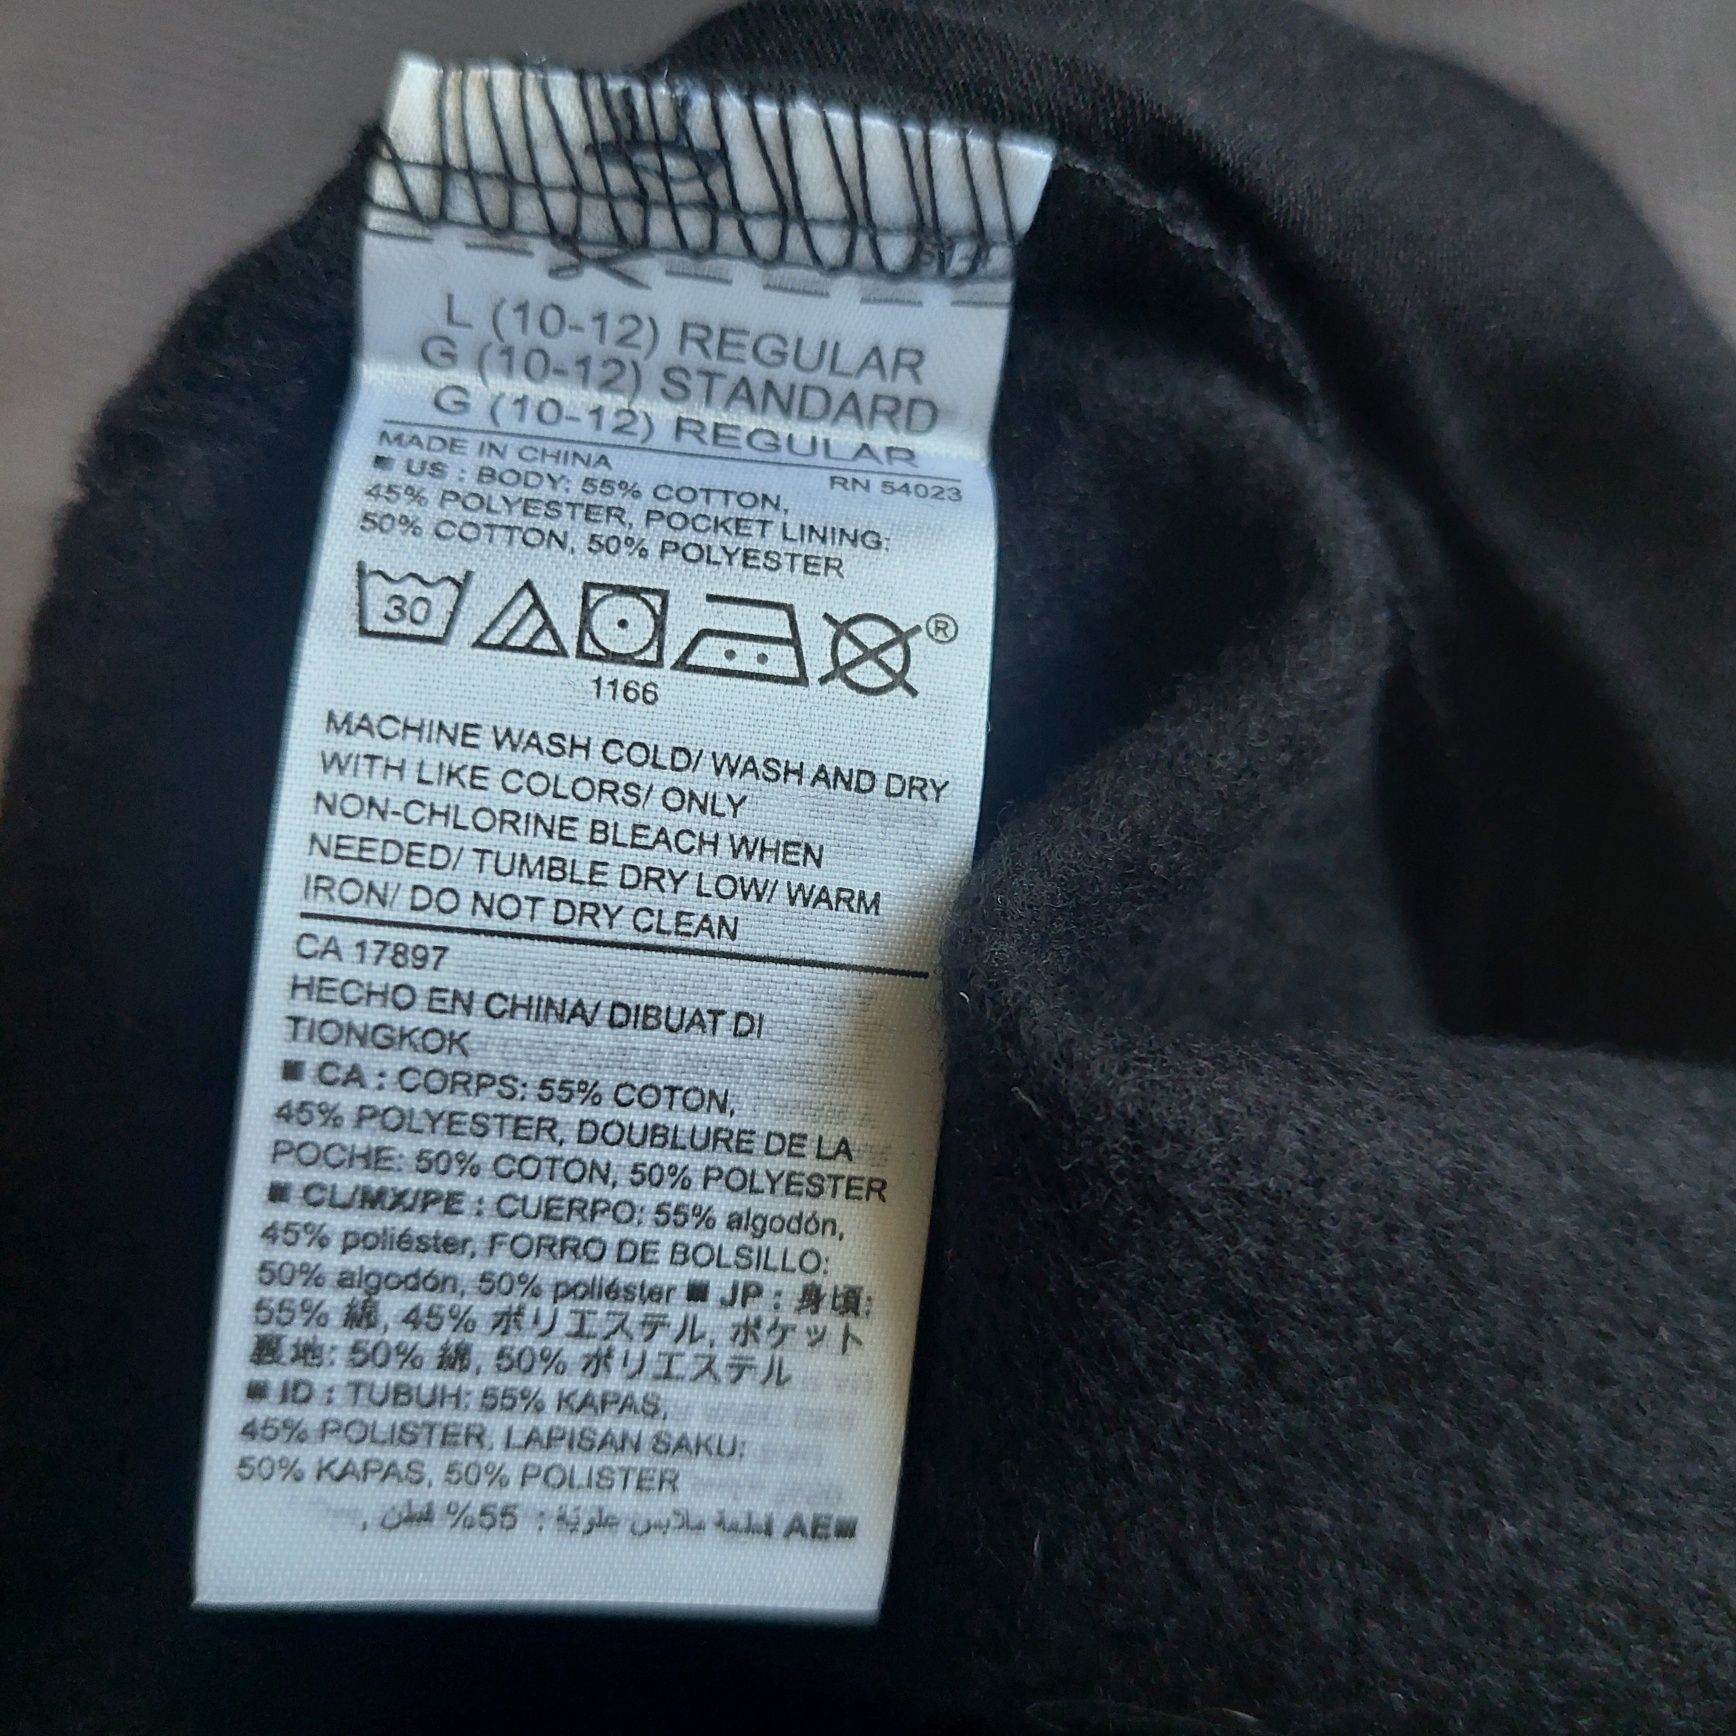 L (10-12) REGULAR
G (10-12) STANDARD
G (10-12) REGULAR
MADE IN CHINA
RN 54023
■ US : BODY: 55% COTTON,
45% POLYESTER, POCKET LINING:
50% COTTON, 50% POLYESTER
30
®
1166
MACHINE WASH COLD/ WASH AND DRY
WITH LIKE COLORS/ ONLY
NON-CHLORINE BLEACH WHEN
NEEDED/ TUMBLE DRY LOW/ WARM
IRON/ DO NOT DRY CLEAN
CA 17897
HECHO EN CHINA/ DIBUAT DI
TIONGKOK
■ CA : CORPS: 55% COTON,
45% POLYESTER, DOUBLURE DE LA
POCHE: 50% COTON, 50% POLYESTER
■ CL/MX/PE : CUERPO: 55% algodón,
45% poliéster, FORRO DE BOLSILLO:
50% algodón, 50% poliéster ■ JP : 身頃:
55% 綿, 45% ポリエステル, ポケット
裏地: 50% 綿, 50% ポリエステル
■ ID : TUBUH: 55% KAPAS,
45% POLISTER, LAPISAN SAKU:
50% KAPAS, 50% POLISTER
■AE قطعة ملابس علوية : 55% قطن ,